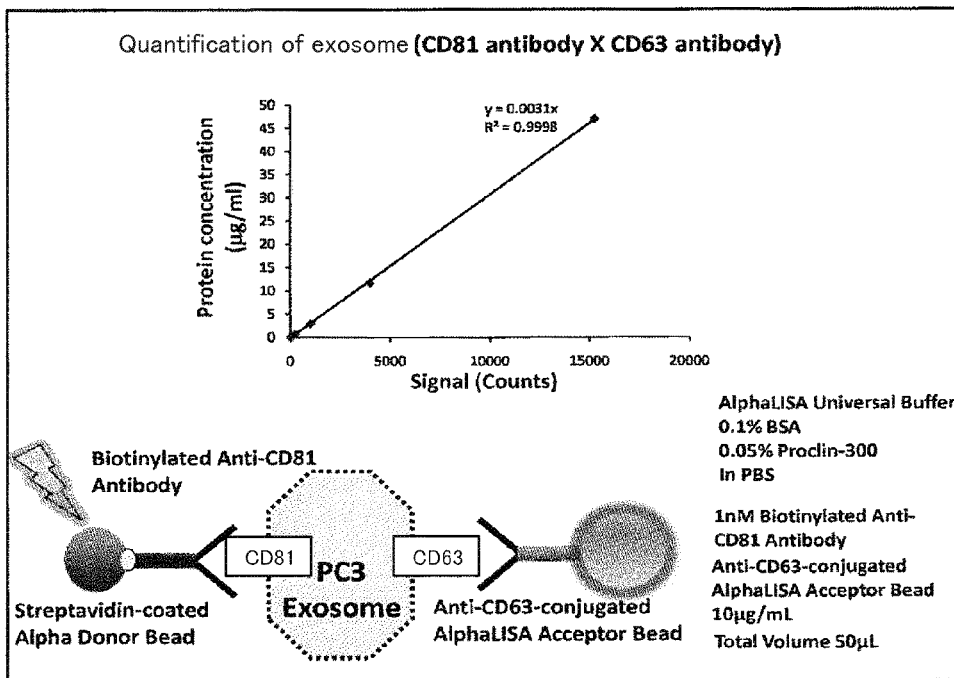 Quantification of exosome (CD81 antibody X CD63 antibody)
Protein concentration
(µg/ml)
50
45
40
35
30
25
20
15
10
5
0
y = 0.0031x
R² = 0.9998
0
5000
10000
15000
20000
Signal (Counts)
Biotinylated Anti-CD81
Antibody
CD81
PC3
Exosome
CD63
Streptavidin-coated
Alpha Donor Bead
Anti-CD63-conjugated
AlphaLISA Acceptor Bead
AlphaLISA Universal Buffer
0.1% BSA
0.05% Proclin-300
In PBS
1nM Biotinylated Anti-
CD81 Antibody
Anti-CD63-conjugated
AlphaLISA Acceptor Bead
10µg/mL
Total Volume 50µL